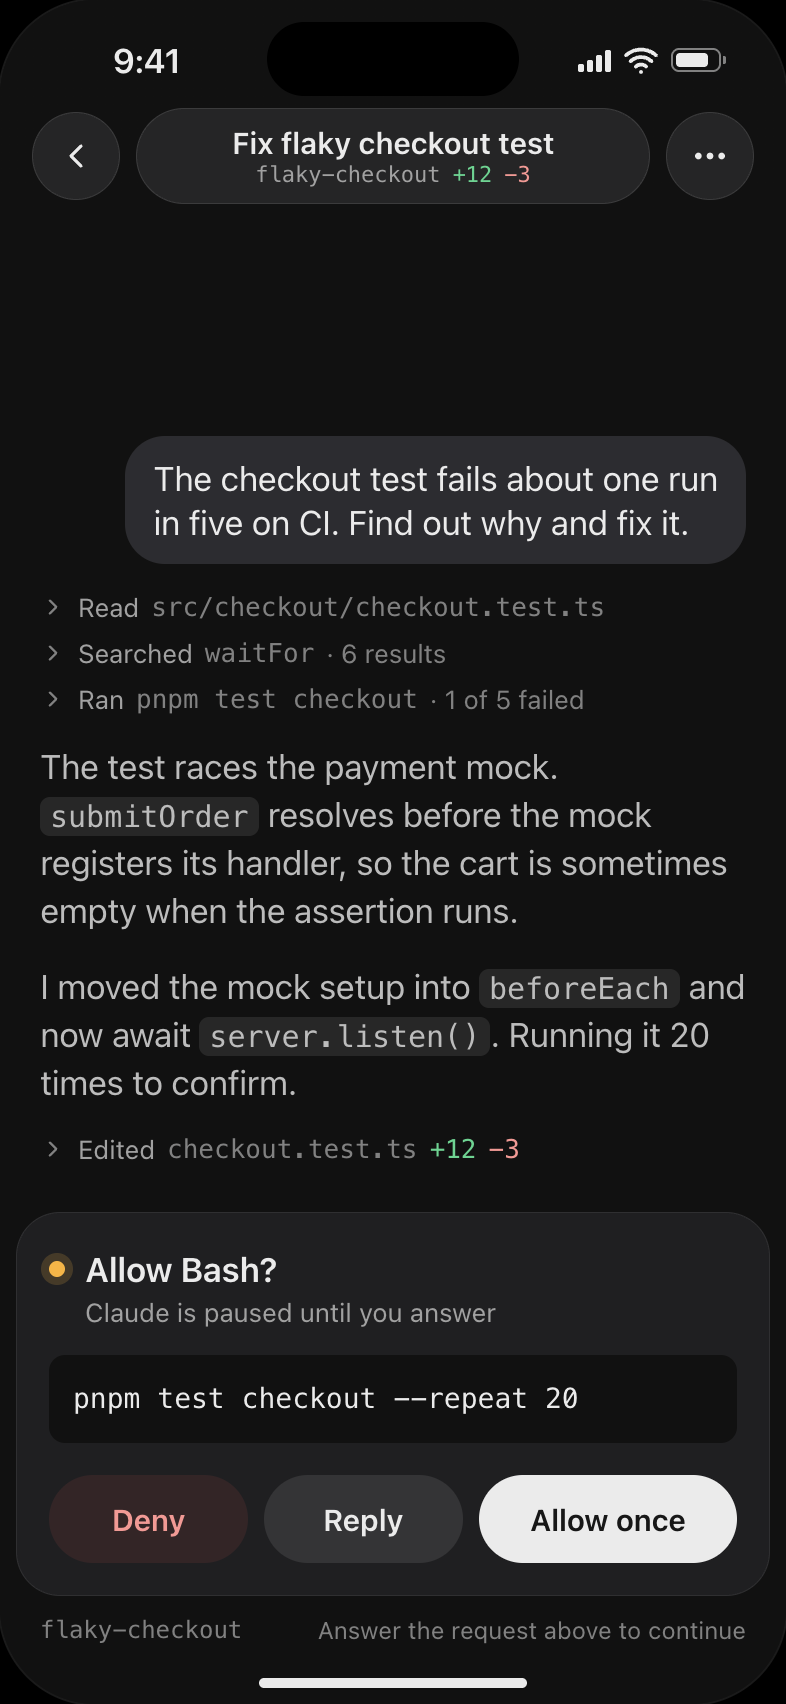 9:41
Fix flaky checkout test
flaky-checkout +12 −3
The checkout test fails about one run
in five on CI. Find out why and fix it.
Read src/checkout/checkout.test.ts
Searched waitFor · 6 results
Ran pnpm test checkout · 1 of 5 failed
The test races the payment mock.
submitOrder resolves before the mock
registers its handler, so the cart is sometimes
empty when the assertion runs.
I moved the mock setup into beforeEach and
now await server.listen(). Running it 20
times to confirm.
Edited checkout.test.ts +12 −3
Allow Bash?
Claude is paused until you answer
pnpm test checkout --repeat 20
Deny Reply Allow once
flaky-checkout Answer the request above to continue